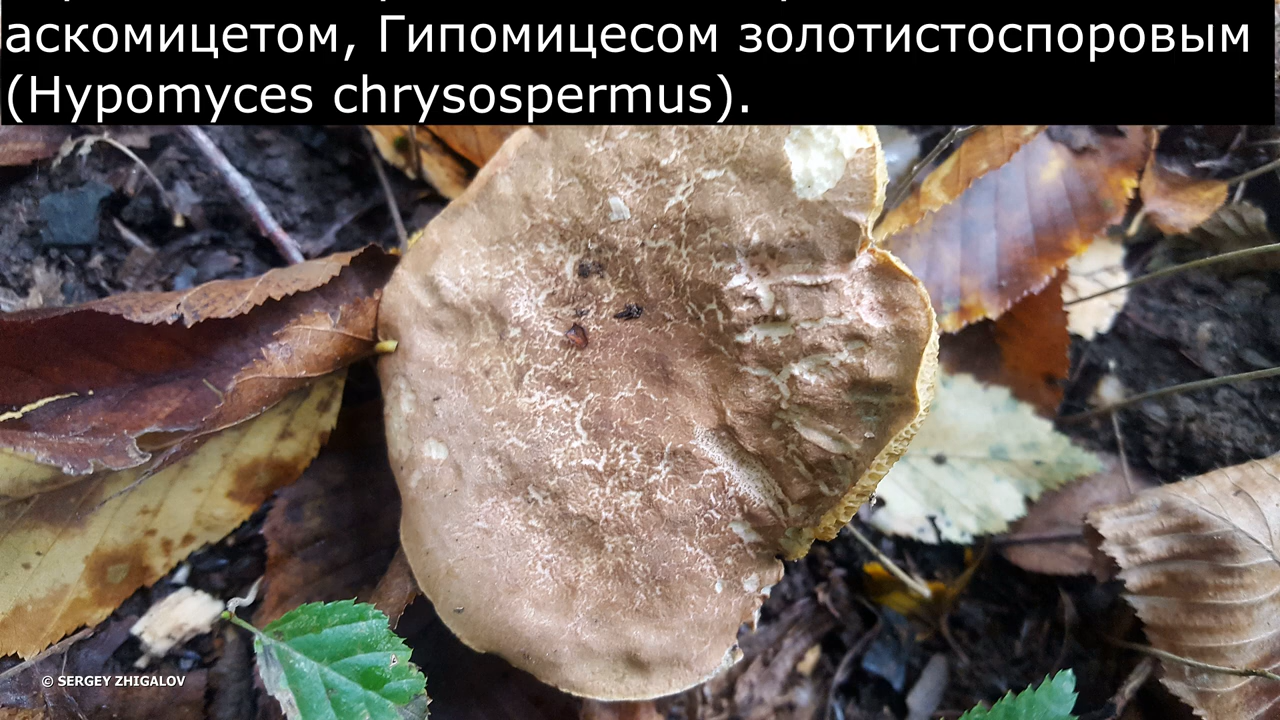 аскомицетом, Гипомицесом золотистоспоровым
(Hypomyces chrysospermus).
© SERGEY ZHIGALOV